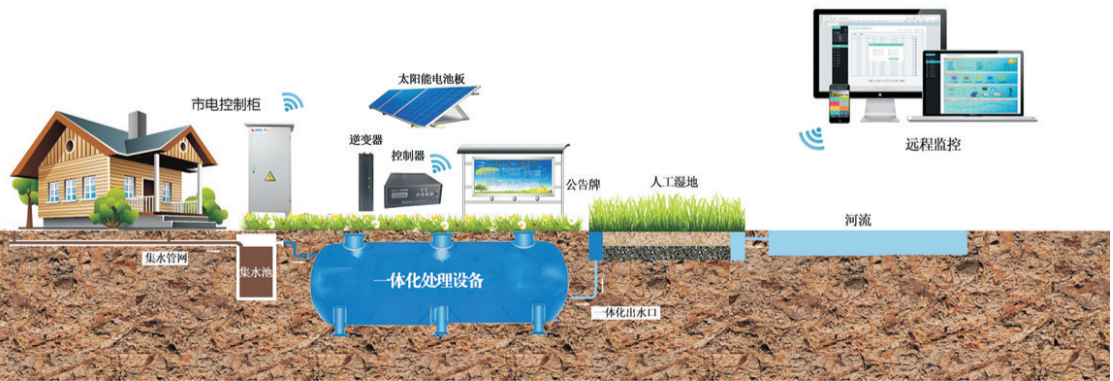 太阳能电池板
市电控制柜
逆变器
控制器
公告牌
人工湿地
远程监控
河流
集水管网
集水池
一体化处理设备
一体化出水口